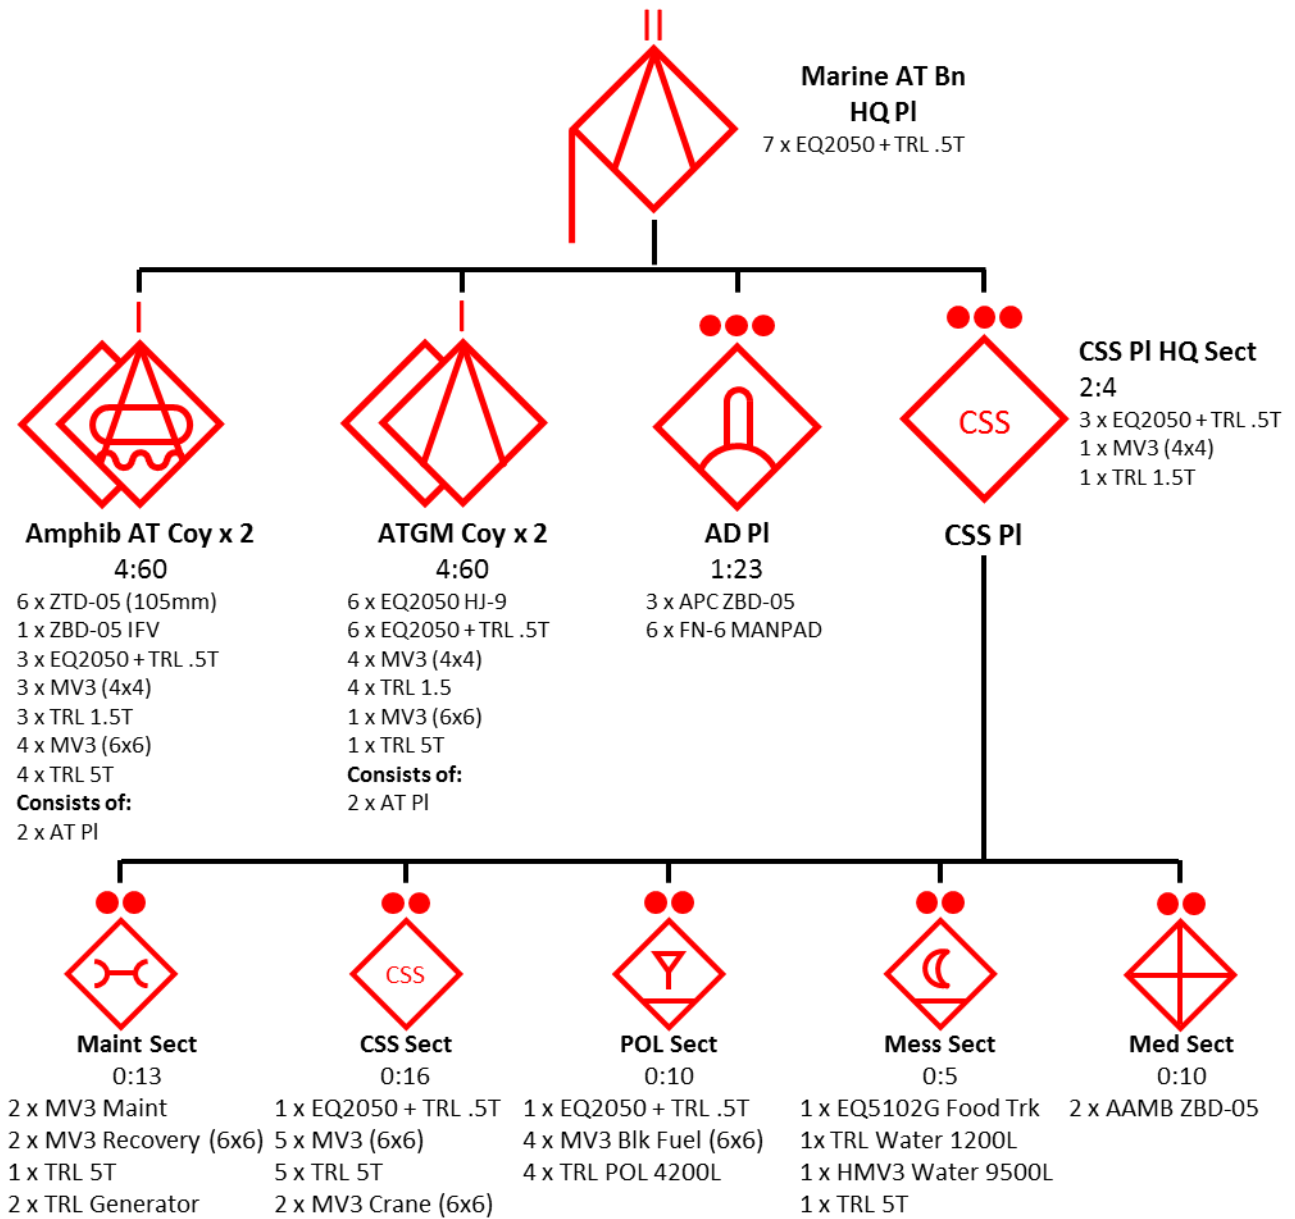 Marine AT Bn
HQ Pl
7 x EQ2050 + TRL .5T
CSS
CSS Pl HQ Sect
2:4
3 x EQ2050 + TRL .5T
1 x MV3 (4x4)
1 x TRL 1.5T
Amphib AT Coy x 2
4:60
6 x ZTD-05 (105mm)
1 x ZBD-05 IFV
3 x EQ2050 + TRL .5T
3 x MV3 (4x4)
3 x TRL 1.5T
4 x MV3 (6x6)
4 x TRL 5T
Consists of:
2 x AT Pl
ATGM Coy x 2
4:60
6 x EQ2050 HJ-9
6 x EQ2050 + TRL .5T
4 x MV3 (4x4)
4 x TRL 1.5
1 x MV3 (6x6)
1 x TRL 5T
Consists of:
2 x AT Pl
AD Pl
1:23
3 x APC ZBD-05
6 x FN-6 MANPAD
CSS Pl
Maint Sect
0:13
2 x MV3 Maint
2 x MV3 Recovery (6x6)
1 x TRL 5T
2 x TRL Generator
CSS
CSS Sect
0:16
1 x EQ2050 + TRL .5T
5 x MV3 (6x6)
5 x TRL 5T
2 x MV3 Crane (6x6)
POL Sect
0:10
1 x EQ2050 + TRL .5T
4 x MV3 Blk Fuel (6x6)
4 x TRL POL 4200L
Mess Sect
0:5
1 x EQ5102G Food Trk
1x TRL Water 1200L
1 x HMV3 Water 9500L
1 x TRL 5T
Med Sect
0:10
2 x AAMB ZBD-05